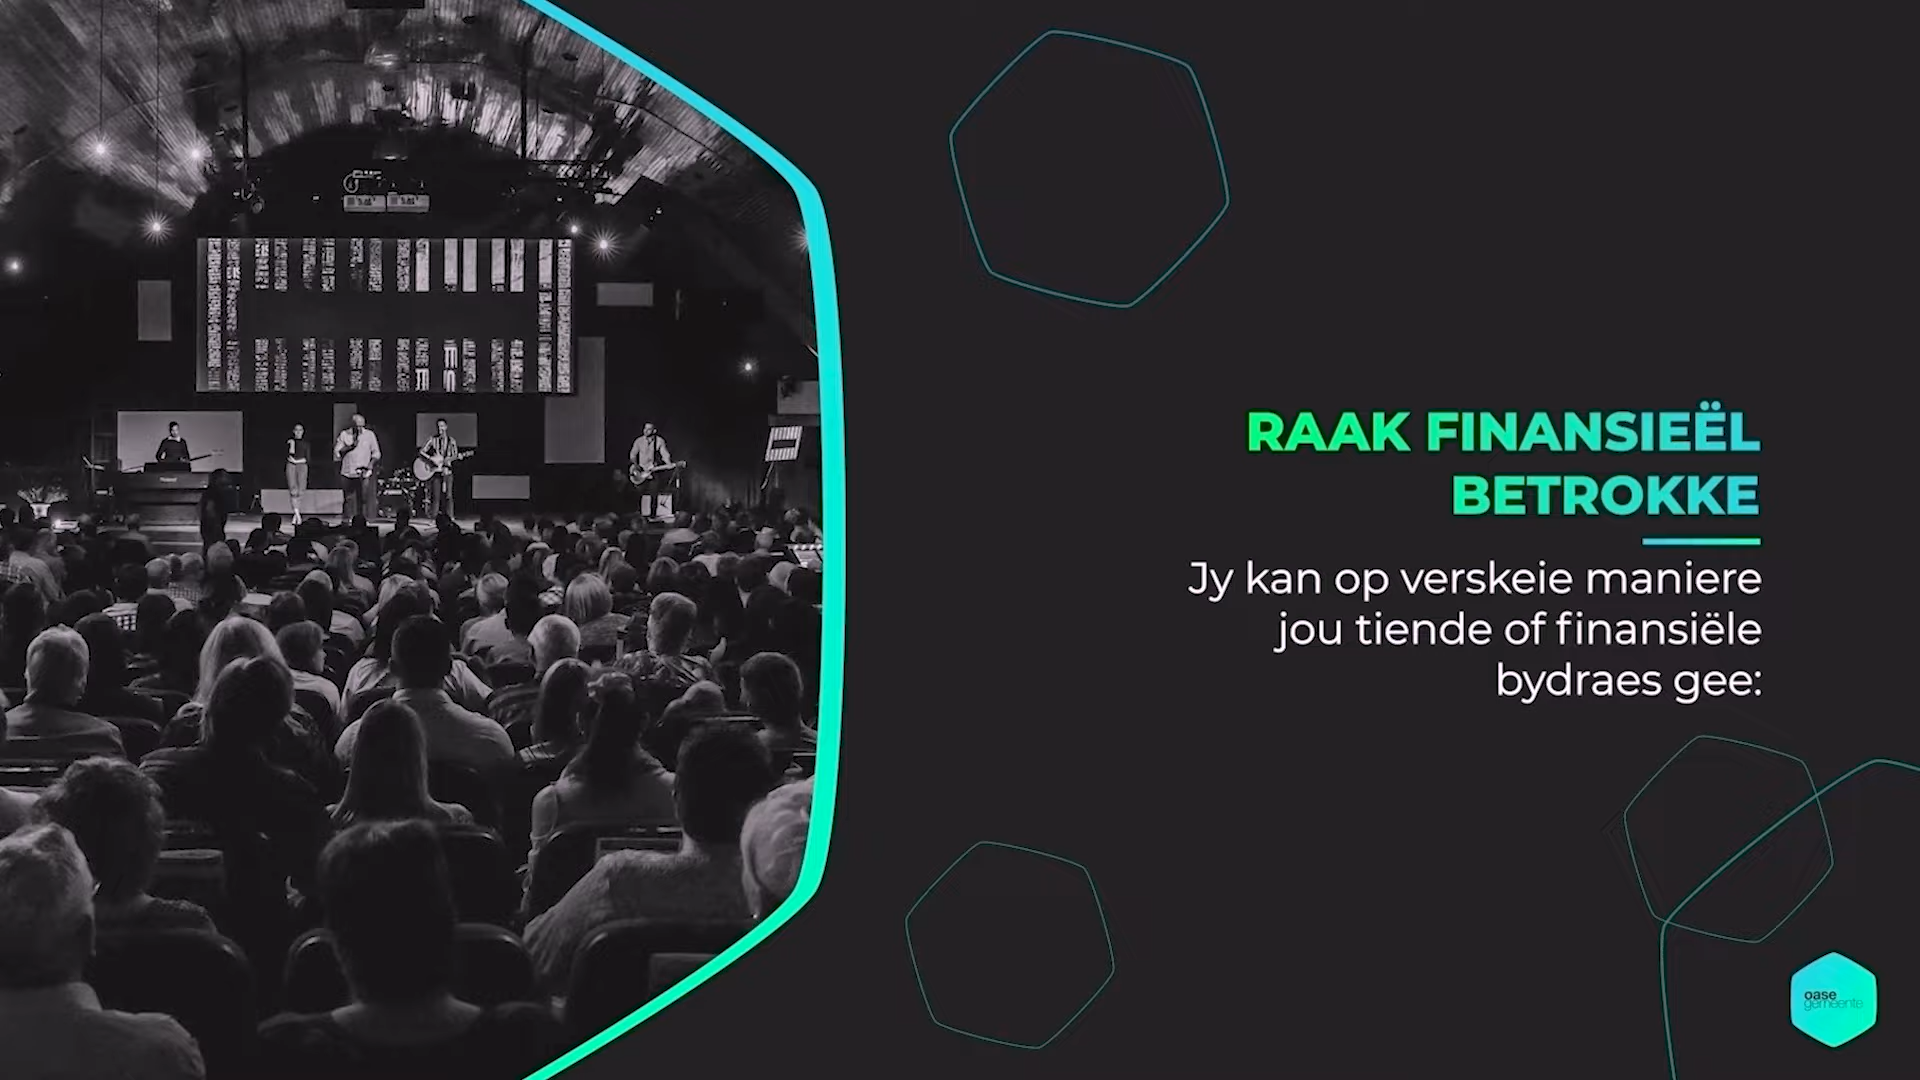 RAAK FINANSIEËL
BETROKKE
Jy kan op verskeie maniere
jou tiende of finansiële
bydraes gee:
oase
gemeente